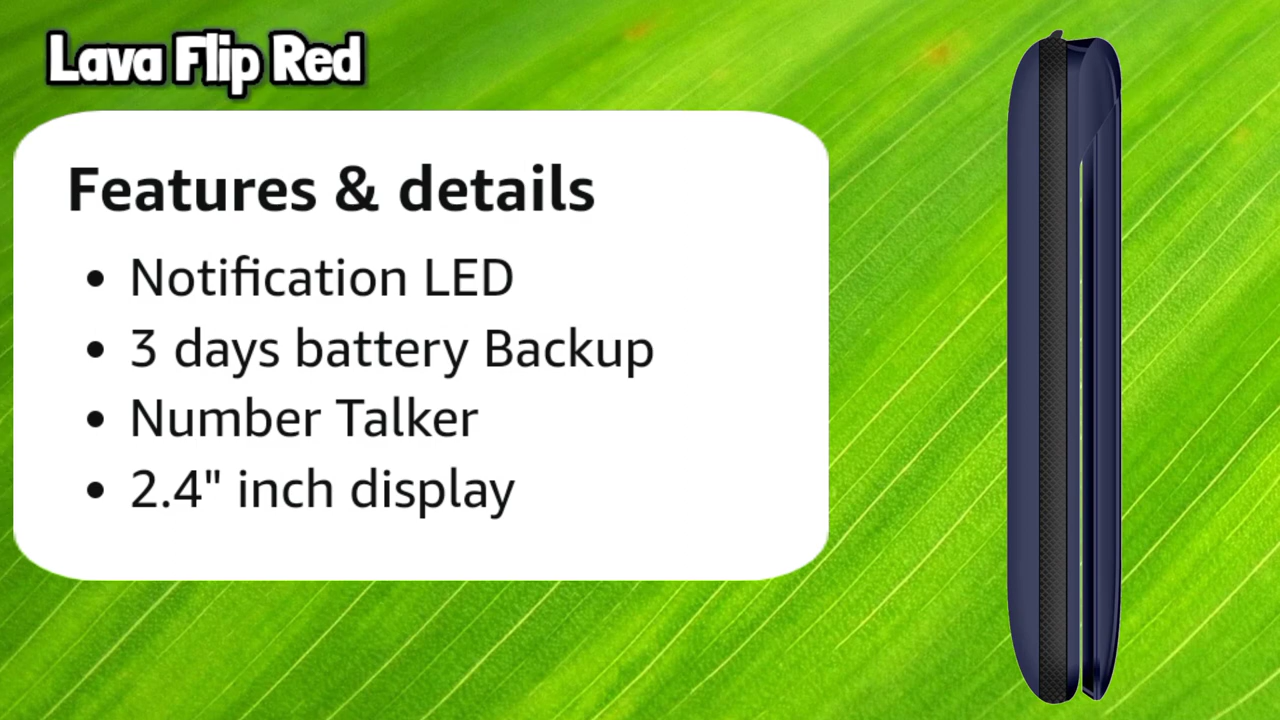 Lava Flip Red
Features & details
• Notification LED
• 3 days battery Backup
• Number Talker
• 2.4" inch display